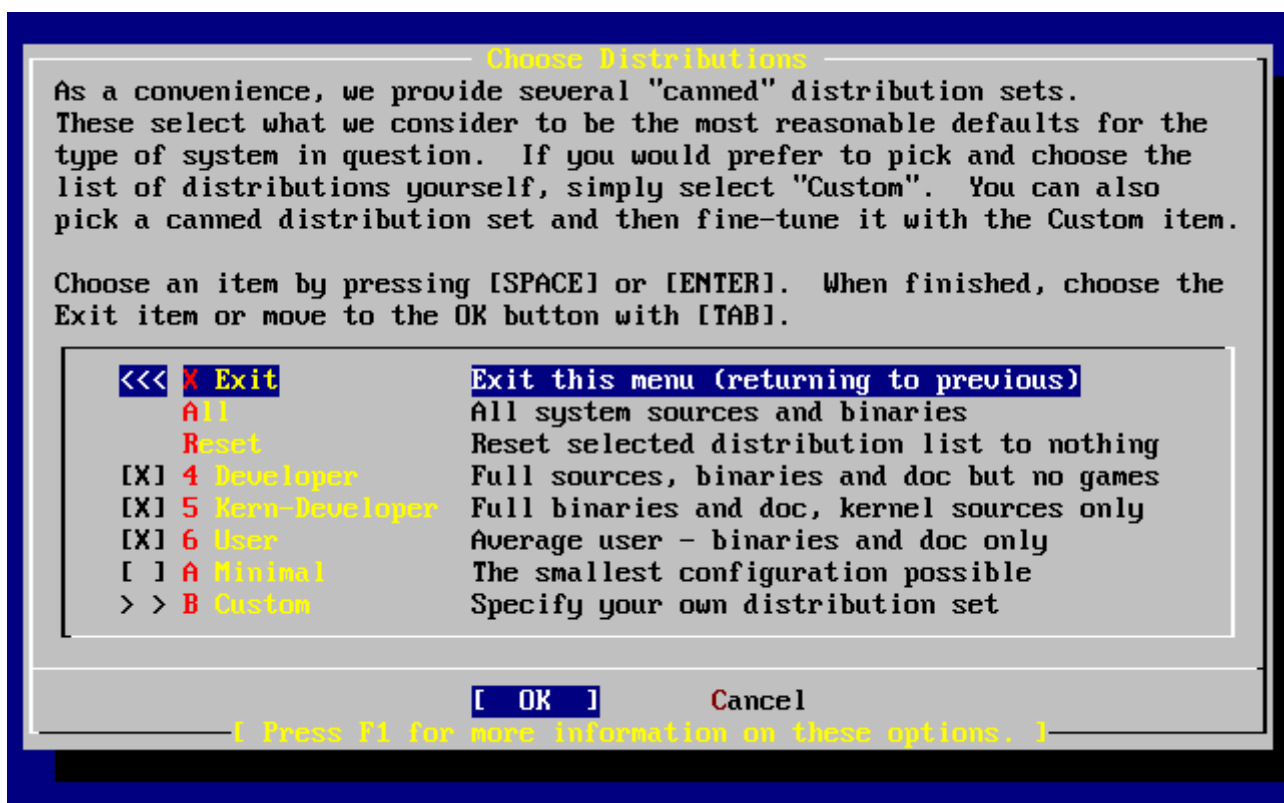 Choose Distributions
As a convenience, we provide several "canned" distribution sets.
These select what we consider to be the most reasonable defaults for the
type of system in question.  If you would prefer to pick and choose the
list of distributions yourself, simply select "Custom".  You can also
pick a canned distribution set and then fine-tune it with the Custom item.
Choose an item by pressing [SPACE] or [ENTER].  When finished, choose the
Exit item or move to the OK button with [TAB].
<<< X Exit Exit this menu (returning to previous)
All All system sources and binaries
Reset Reset selected distribution list to nothing
[X] 4 Developer Full sources, binaries and doc but no games
[X] 5 Kern-Developer Full binaries and doc, kernel sources only
[X] 6 User Average user - binaries and doc only
[ ] A Minimal The smallest configuration possible
> > B Custom Specify your own distribution set
[ OK ] Cancel
[ Press F1 for more information on these options. ]